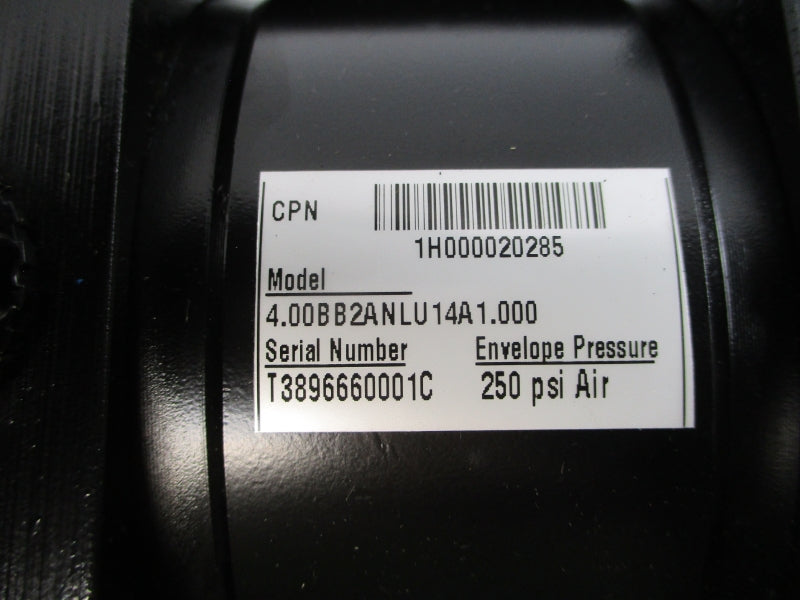 CPN
1H000020285
Model
4.00BB2ANLU14A1.000
Serial Number Envelope Pressure
T3896660001C 250 psi Air